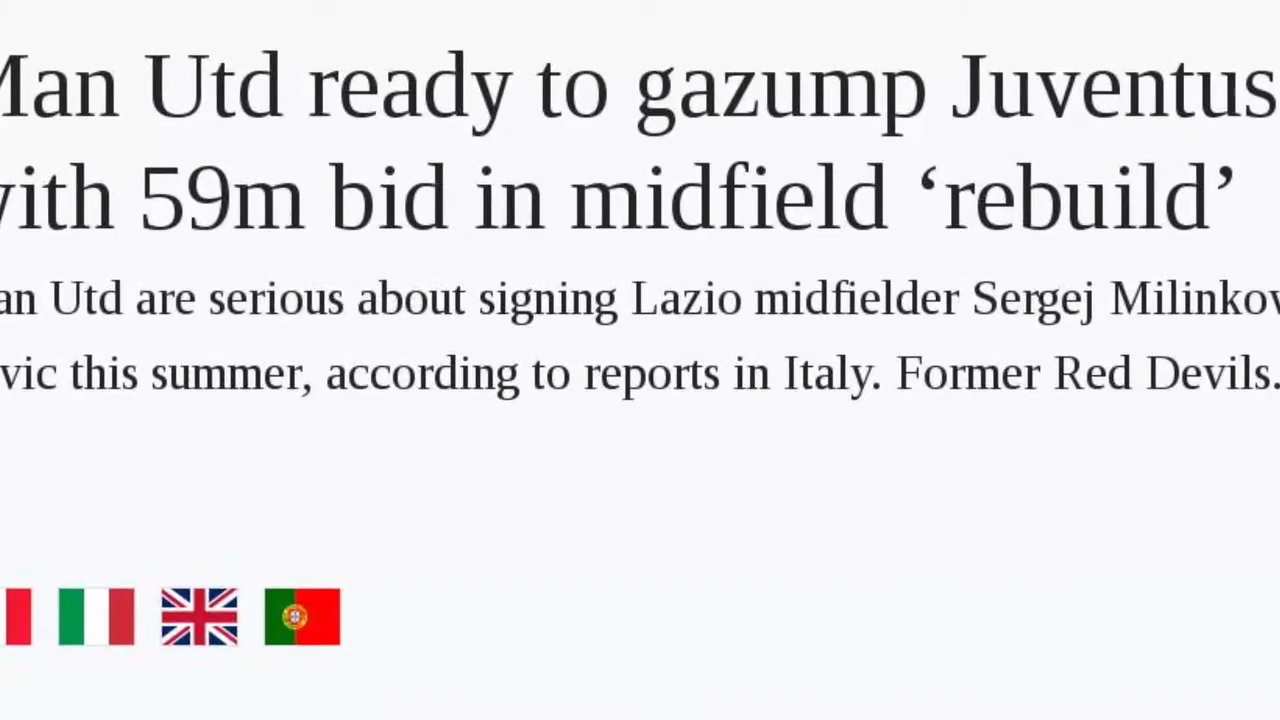 Man Utd ready to gazump Juventus
with 59m bid in midfield ‘rebuild’
an Utd are serious about signing Lazio midfielder Sergej Milinkov
vic this summer, according to reports in Italy. Former Red Devils.